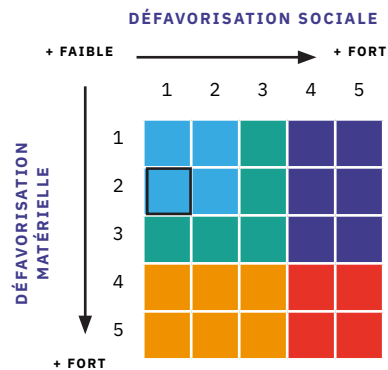 DÉFAVORISATION SOCIALE
+ FAIBLE
+ FORT
1 2 3 4 5
DÉFAVORISATION
MATÉRIELLE
1
2
3
4
5
+ FORT